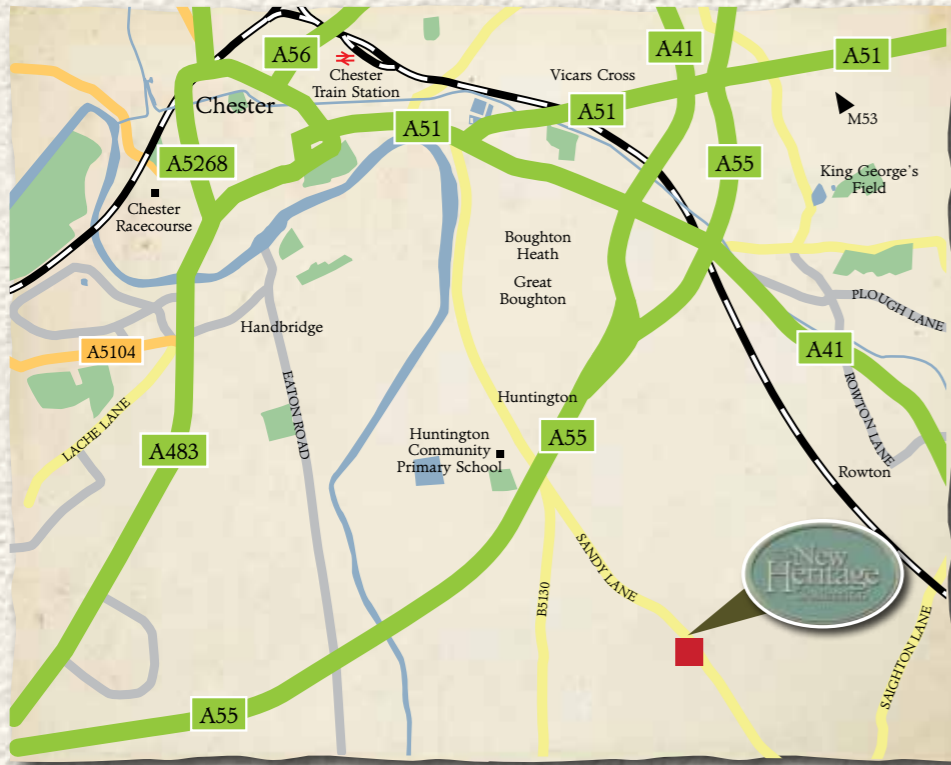 A56
A41
A51
Chester
Train Station
Vicars Cross
Chester
A51
A51
M53
A5268
A55
King George's
Field
Chester
Racecourse
Boughton
Heath
Great
Boughton
PLOUGH LANE
Handbridge
A5104
A41
EATON ROAD
ROWTON LANE
LACHE LANE
Huntington
A483
Huntington
Community
Primary School
A55
Rowton
SANDY LANE
New
Heritage
B5130
SAIGHTON LANE
A55